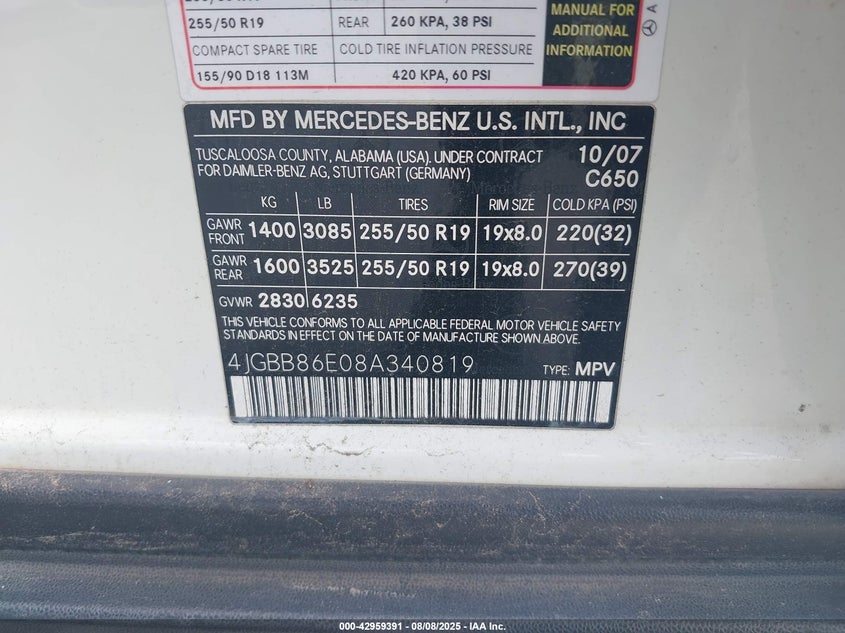 255/50 R19 REAR 260 KPA, 38 PSI
COMPACT SPARE TIRE COLD TIRE INFLATION PRESSURE
155/90 D18 113M 420 KPA, 60 PSI
MANUAL FOR
ADDITIONAL
INFORMATION
A
MFD BY MERCEDES-BENZ U.S. INTL., INC
TUSCALOOSA COUNTY, ALABAMA (USA). UNDER CONTRACT 10/07
FOR DAIMLER-BENZ AG, STUTTGART (GERMANY) C650
KG LB TIRES RIM SIZE COLD KPA (PSI)
GAWR FRONT 1400 3085 255/50 R19 19x8.0 220(32)
GAWR REAR 1600 3525 255/50 R19 19x8.0 270(39)
GVWR 2830 6235
THIS VEHICLE CONFORMS TO ALL APPLICABLE FEDERAL MOTOR VEHICLE SAFETY
STANDARDS IN EFFECT ON THE DATE OF MANUFACTURE SHOWN ABOVE
4JGBB86E08A340819 TYPE: MPV
000-42959391 | 08/08/2025 | ©IAA Inc.